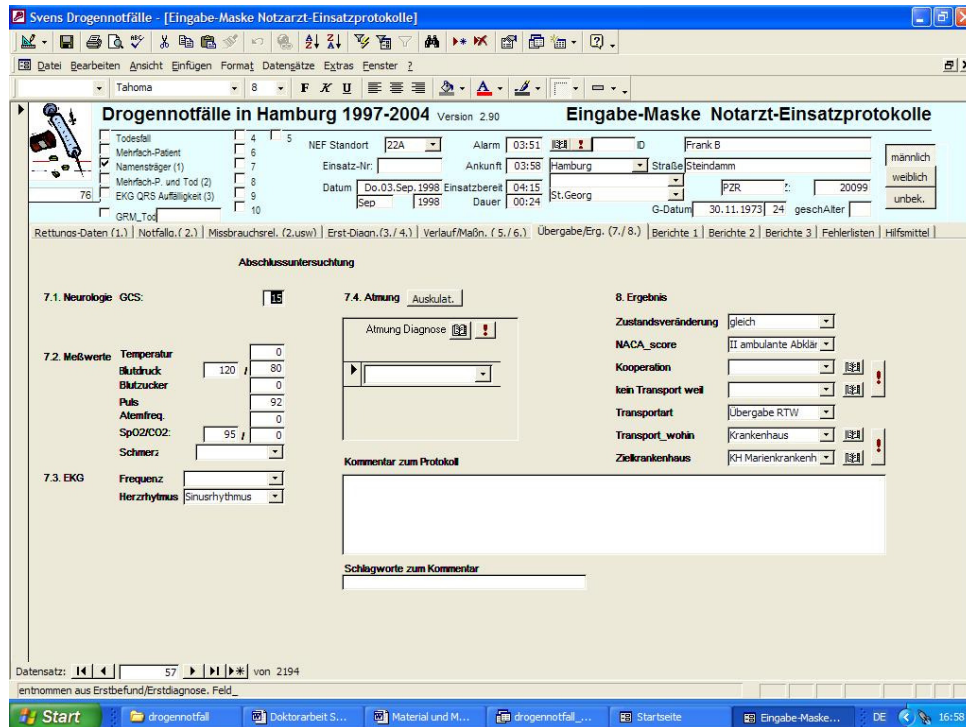 Svens Drogennotfälle - [Eingabe-Maske Notzarzt-Einsatzprotokolle]
Datei Bearbeiten Ansicht Einfügen Format Datensätze Extras Fenster ?
Tahoma 8 F K U
Drogennotfälle in Hamburg 1997-2004 Version 2.90 Eingabe-Maske Notarzt-Einsatzprotokolle
Todesfall 4 5 NEF Standort 22A Alarm 03:51 ID Frank B
Mehrfach-Patient 6 männlich
Namensträger (1) 7 Einsatz-Nr: Ankunft 03:58 Hamburg Straße Steindamm
Mehrfach-P. und Tod (2) 8 weiblich
76 EKG QRS Auffälligkeit (3) 9 Datum Do.03.Sep.1998 Einsatzbereit 04:15 St.Georg PZR 20099
10 Sep 1998 Dauer 00:24 unbek.
GRM_Tod G-Datum 30.11.1973 24 geschAlter
Rettungs-Daten (1.) Notfallg.( 2.) Missbrauchsrel. (2.usw) Erst-Diagn.(3./ 4.) Verlauf/Maßn. ( 5./ 6.) Übergabe/Erg. (7./ 8.) Berichte 1 Berichte 2 Berichte 3 Fehlerlisten Hilfsmittel
Abschlussuntersuchtung
7.1. Neurologie GCS: 15 7.4. Atmung Auskulat. 8. Ergebnis
Atmung Diagnose Zustandsveränderung gleich
7.2. Meßwerte Temperatur 0 NACA_score II ambulante Abklär
Blutdruck 120 / 80 Kooperation
Blutzucker 0 kein Transport weil
Puls 92
Atemfreq. 0 Transportart Übergabe RTW
SpO2/CO2: 95 / 0 Transport_wohin Krankenhaus
Schmerz Zielkrankenhaus KH Marienkrankenh
Kommentar zum Protokoll
7.3. EKG Frequenz
Herzrhytmus Sinusrhythmus
Schlagworte zum Kommentar
Datensatz: 57 von 2194
entnommen aus Erstbefund/Erstdiagnose. Feld_
Start drogennotfall Doktorarbeit S... Material und M... drogennotfall_... Startseite Eingabe-Maske... DE 16:58